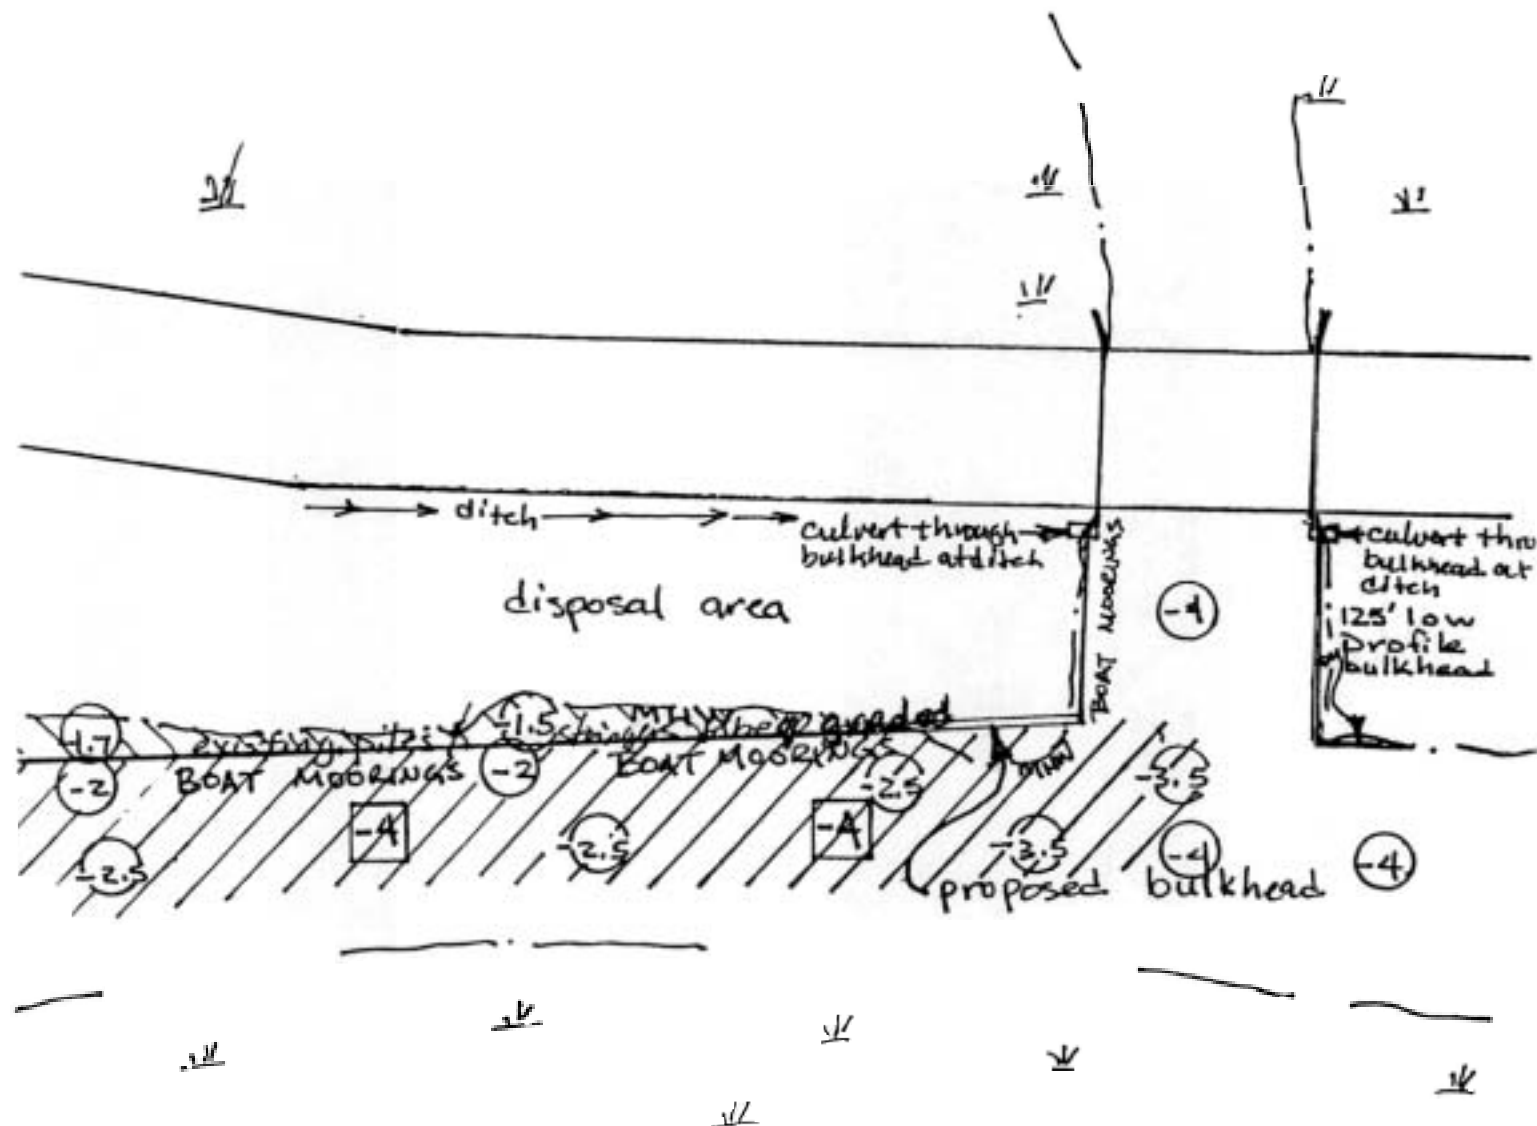 ditch
culvert through
bulkhead at ditch
culvert thru
bulkhead at
ditch
125' low
profile
bulkhead
disposal area
BOAT MOORINGS
-4
-1.7
existing
-1.5
MHW
be graded
BOAT MOORINGS
BOAT MOORINGS
MHW
-2
-2
-2.5
-3.5
-4
-4
-2.5
-2.5
-3.5
-4
-4
proposed bulkhead